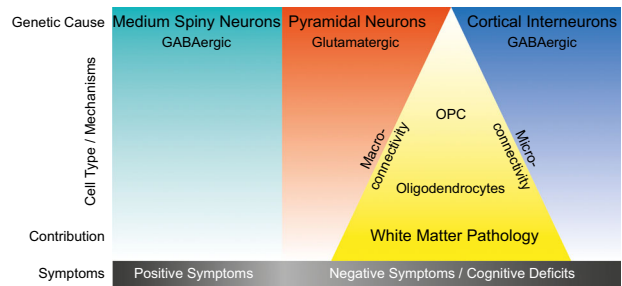 Genetic Cause
Medium Spiny Neurons
GABAergic
Pyramidal Neurons
Glutamatergic
Cortical Interneurons
GABAergic
Cell Type / Mechanisms
OPC
Macro-
connectivity
Micro-
connectivity
Oligodendrocytes
Contribution
White Matter Pathology
Symptoms
Positive Symptoms
Negative Symptoms / Cognitive Deficits